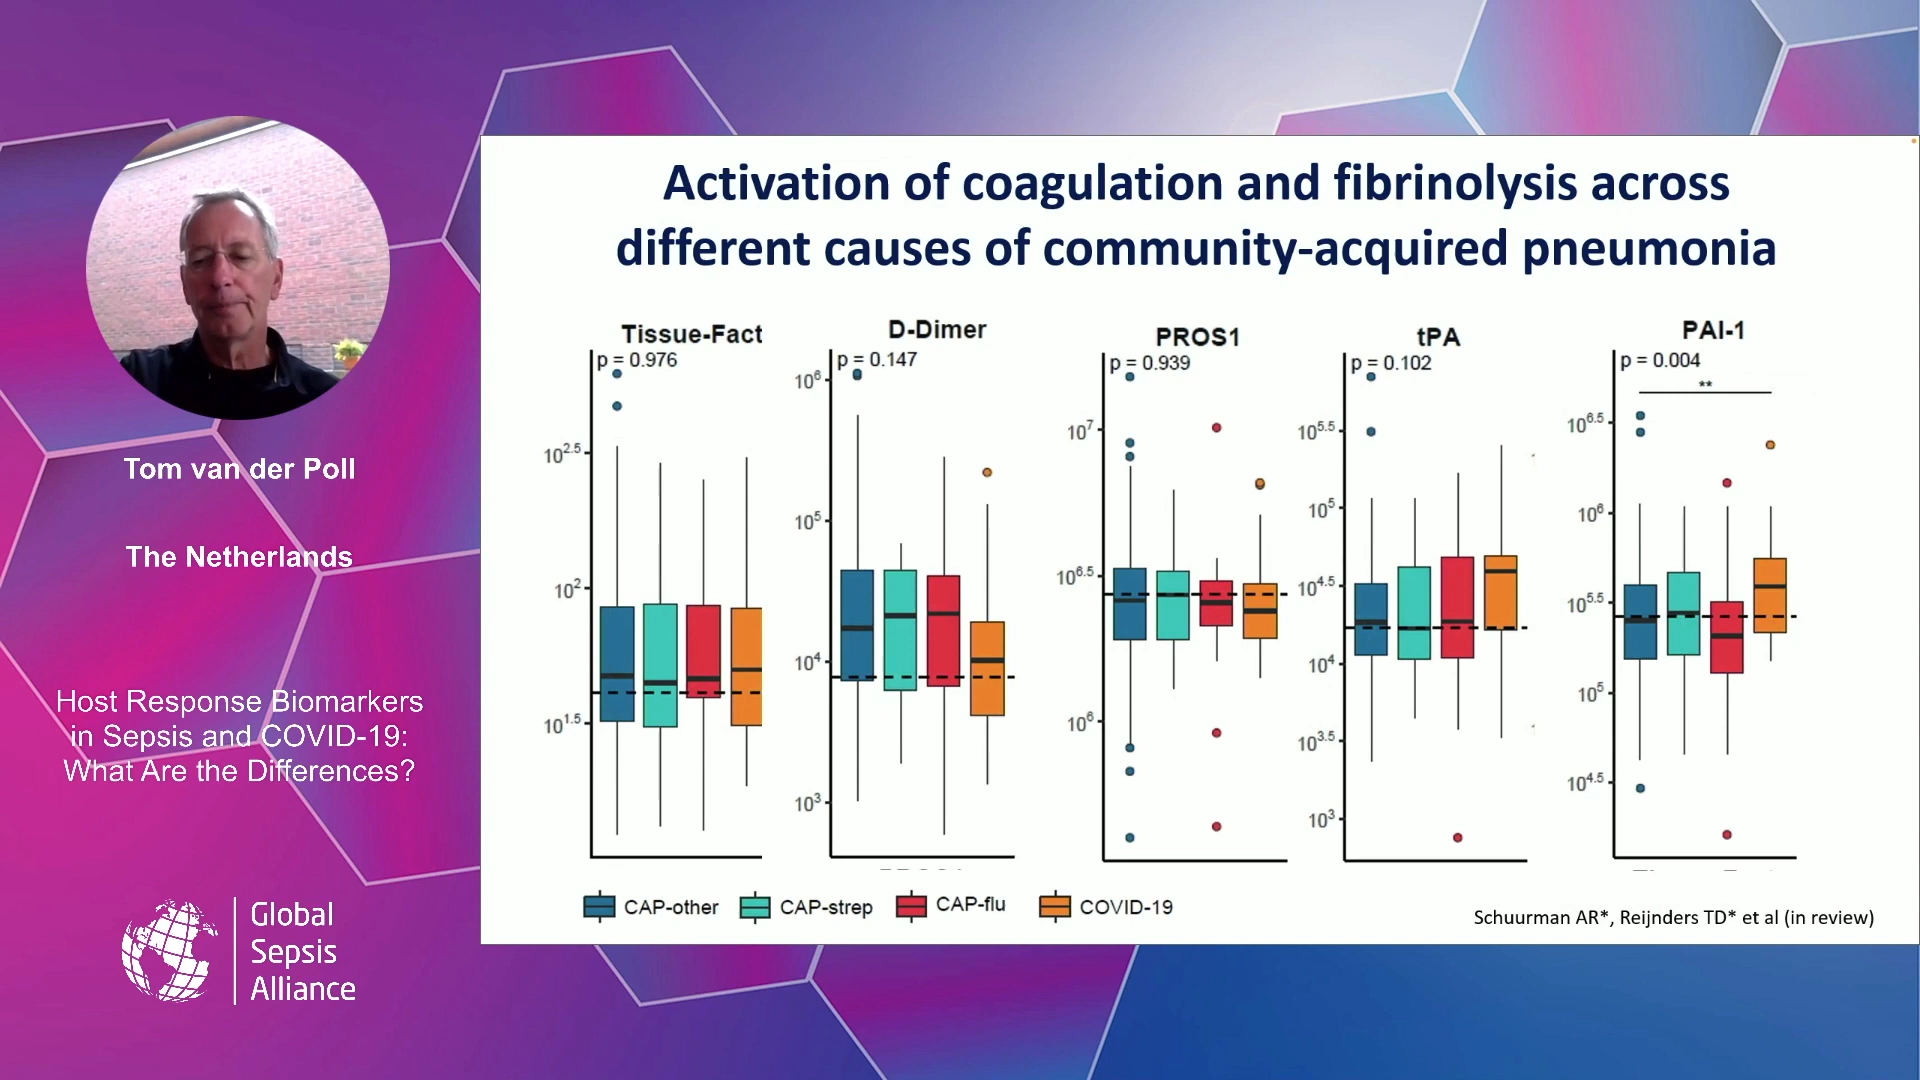 Activation of coagulation and fibrinolysis across
different causes of community-acquired pneumonia
Tom van der Poll
The Netherlands
Host Response Biomarkers
in Sepsis and COVID-19:
What Are the Differences?
Global
Sepsis
Alliance
Tissue-Fact
p = 0.976
10^2.5
10^2
10^1.5
D-Dimer
p = 0.147
10^6
10^5
10^4
10^3
PROS1
p = 0.939
10^7
10^6.5
10^6
tPA
p = 0.102
10^5.5
10^5
10^4.5
10^4
10^3.5
10^3
PAI-1
p = 0.004
**
10^6.5
10^6
10^5.5
10^5
10^4.5
CAP-other CAP-strep CAP-flu COVID-19
Schuurman AR*, Reijnders TD* et al (in review)